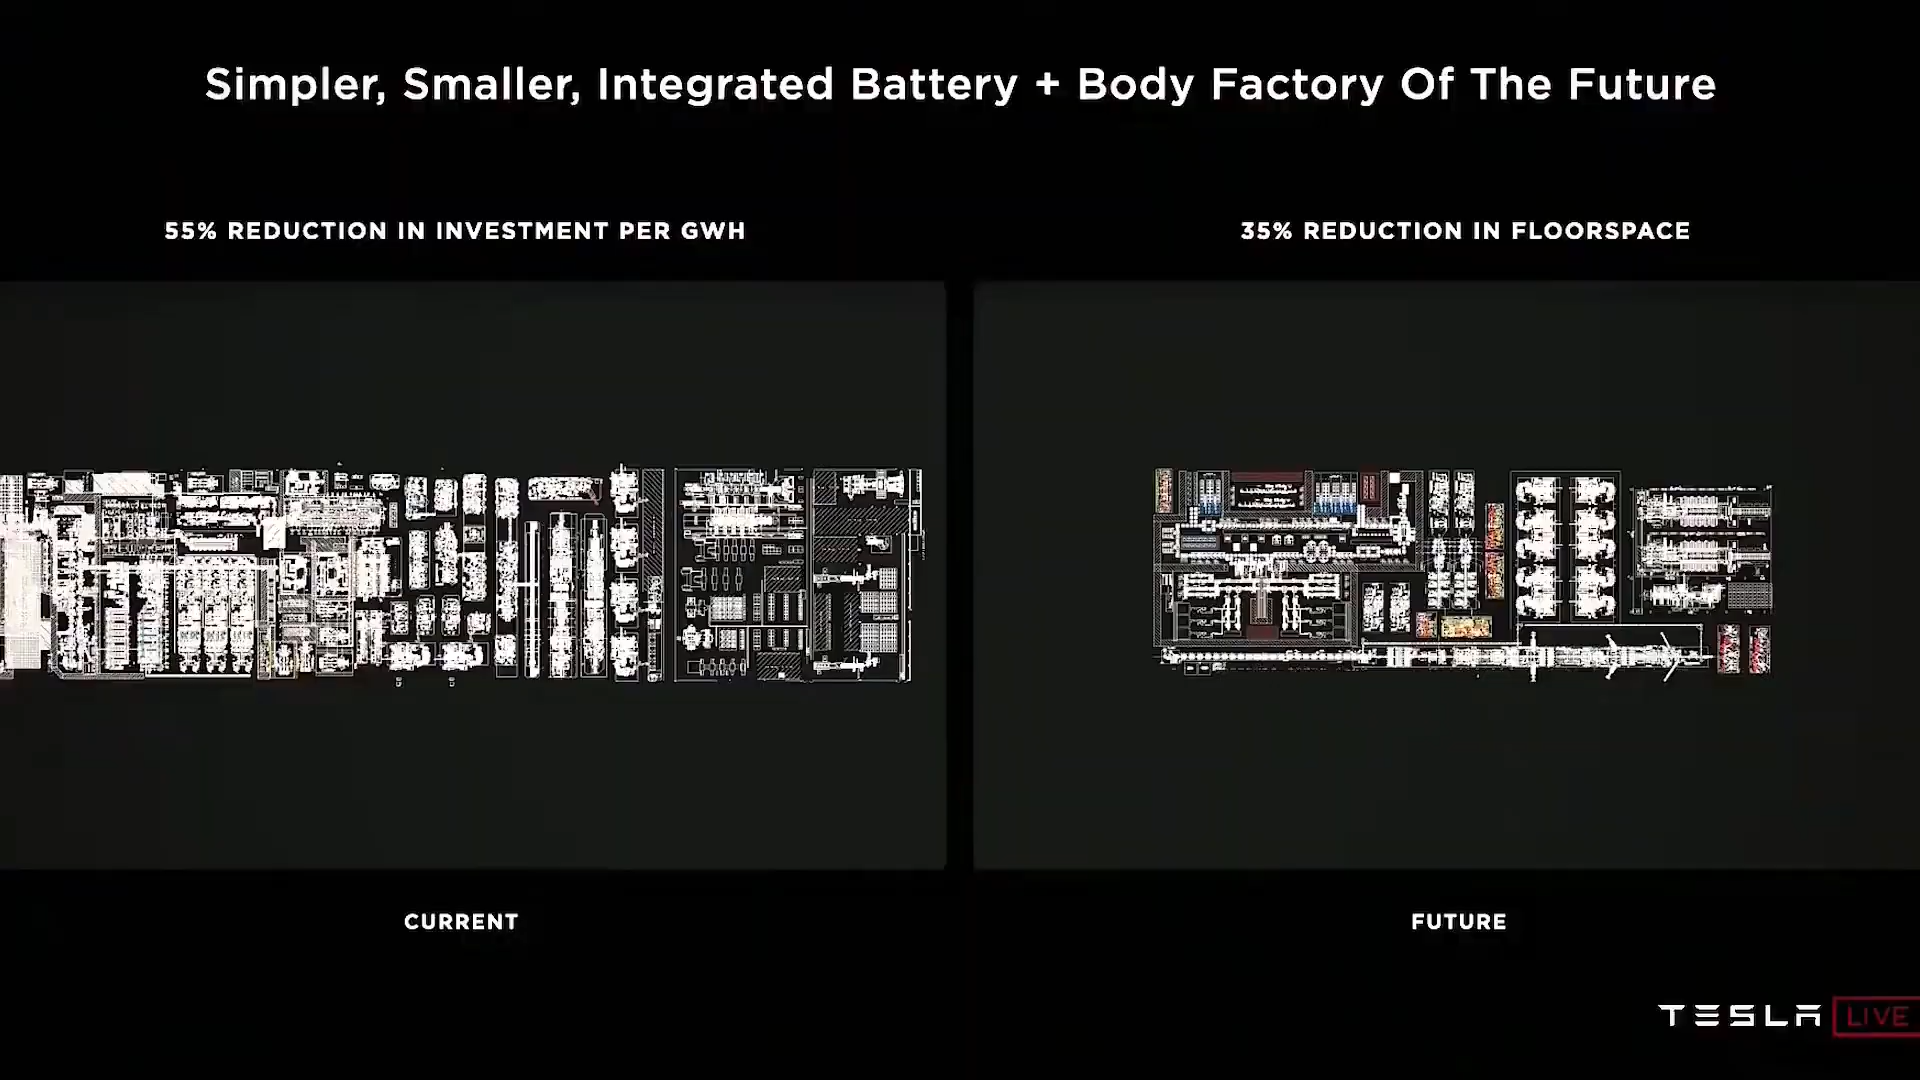 Simpler, Smaller, Integrated Battery + Body Factory Of The Future
55% REDUCTION IN INVESTMENT PER GWH
35% REDUCTION IN FLOORSPACE
CURRENT
FUTURE
TESLA LIVE